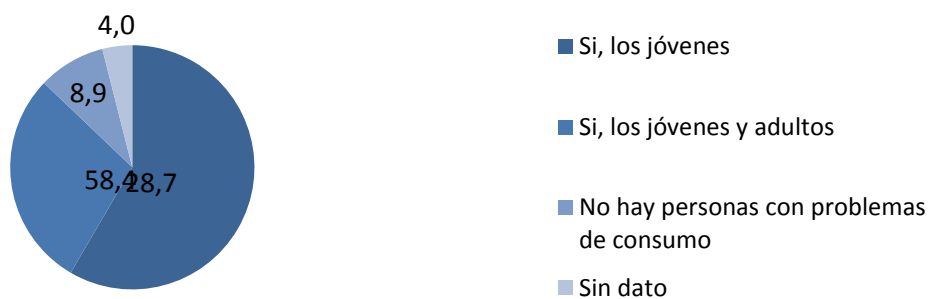 4,0
8,9
58,4
28,7
Si, los jóvenes
Si, los jóvenes y adultos
No hay personas con problemas
de consumo
Sin dato